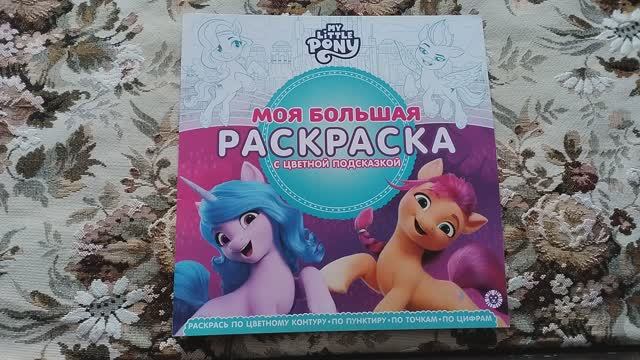 MY
LITTLE
PONY
МОЯ БОЛЬШАЯ
РАСКРАСКА
С ЦВЕТНОЙ ПОДСКАЗКОЙ
РАСКРАСЬ ПО ЦВЕТНОМУ КОНТУРУ • ПО ПУНКТИРУ • ПО ТОЧКАМ • ПО ЦИФРАМ